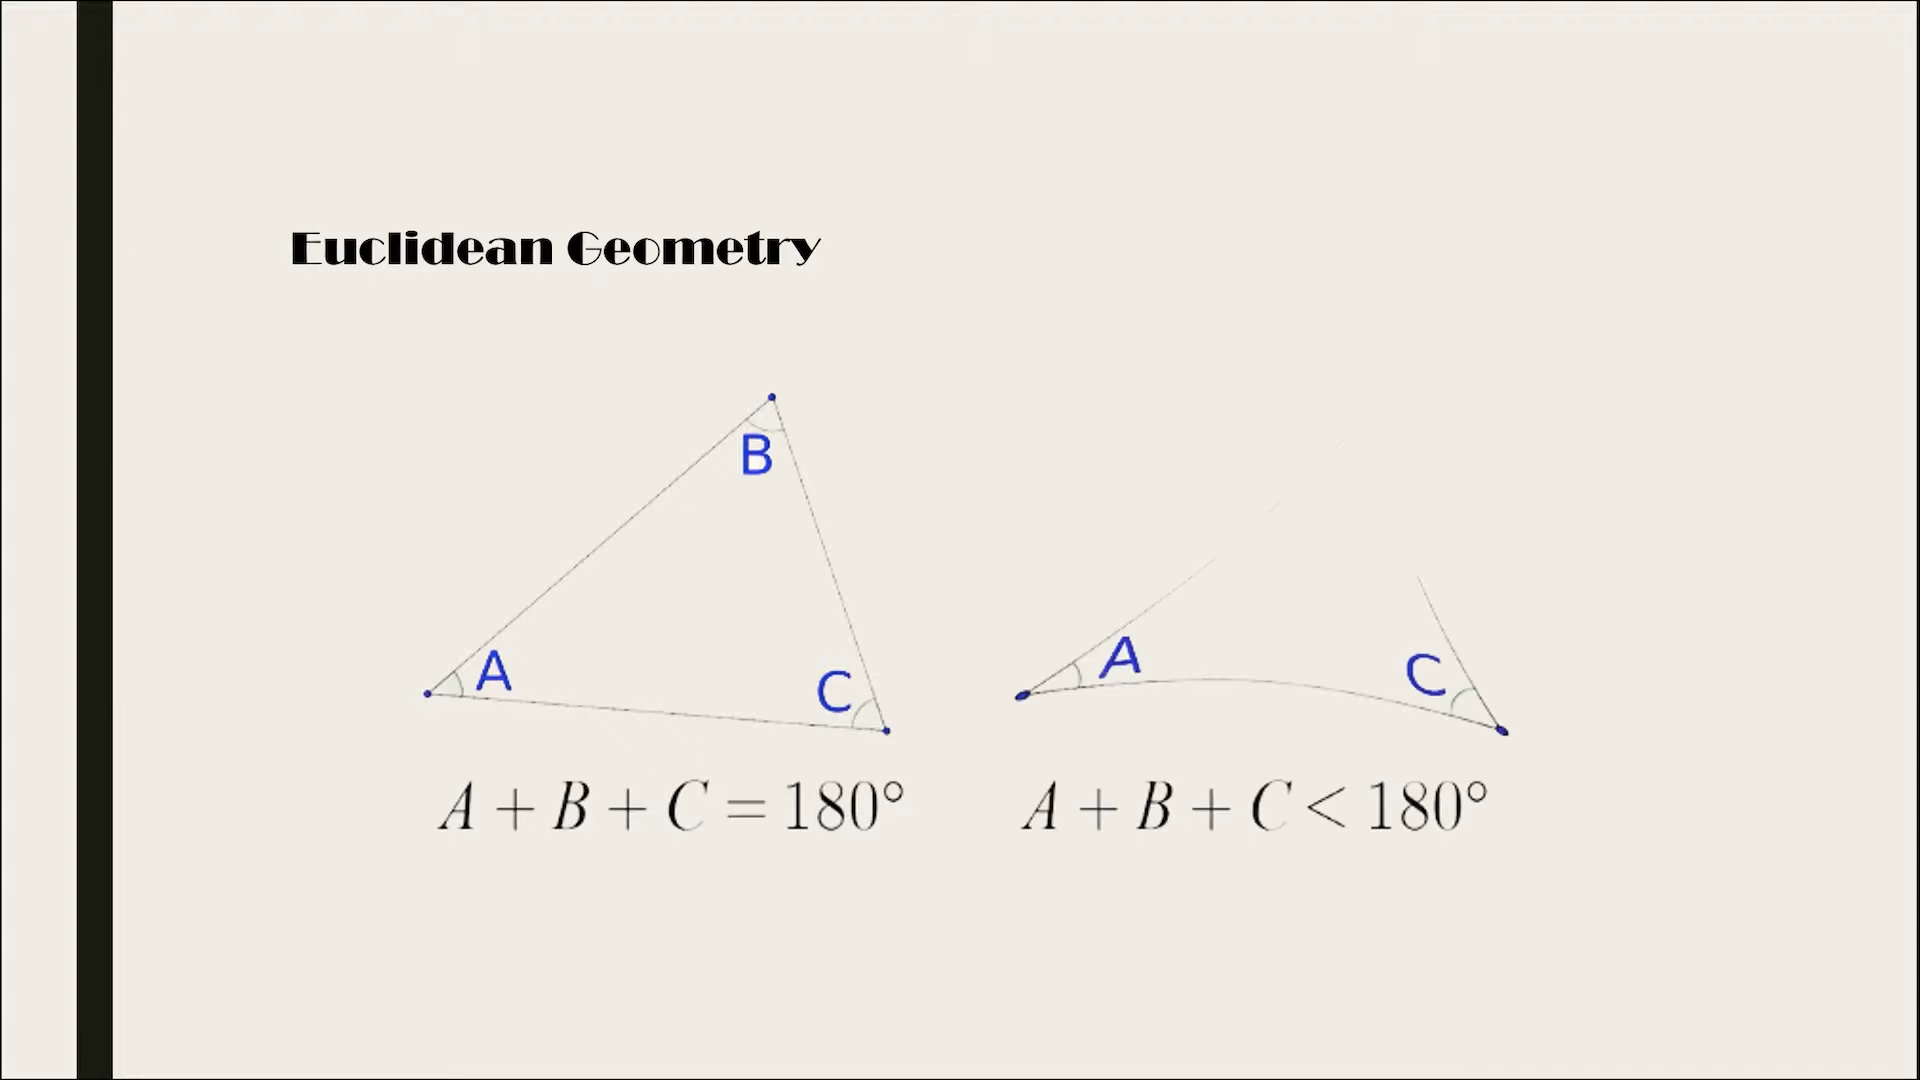 Euclidean Geometry
B
A
C
A
C
A + B + C = 180°
A + B + C < 180°